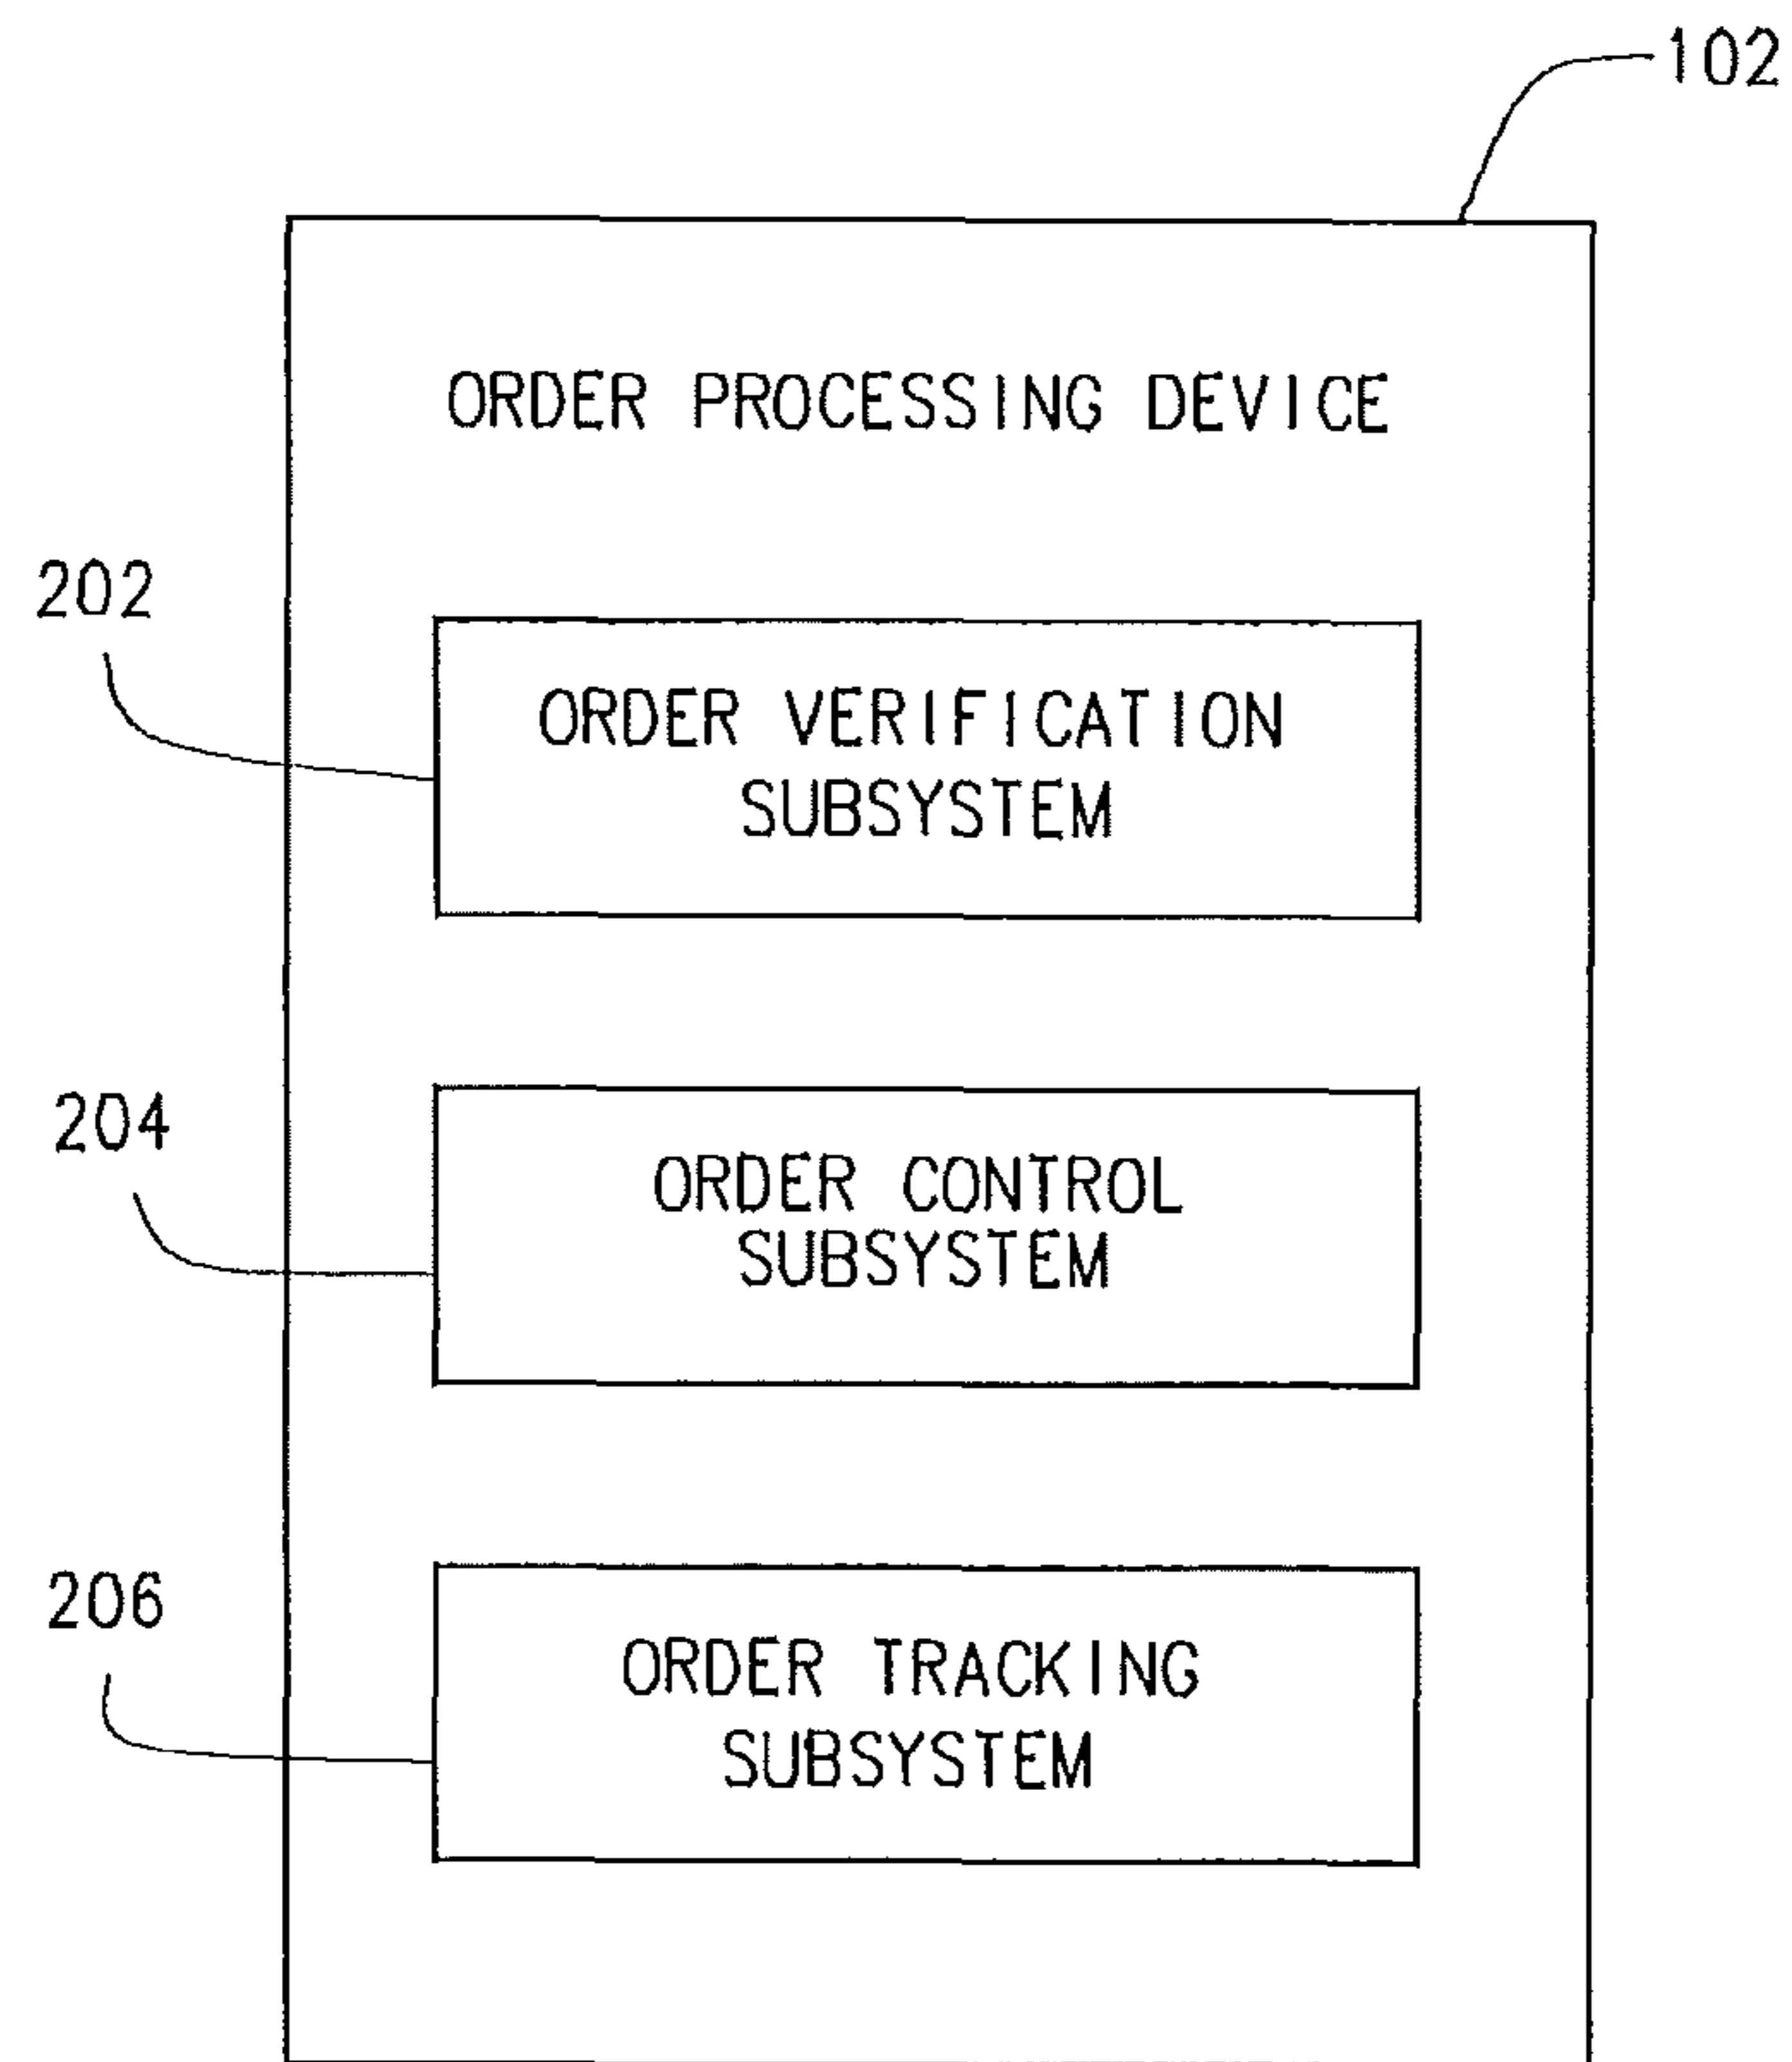 102
ORDER PROCESSING DEVICE
202
ORDER VERIFICATION
SUBSYSTEM
204
ORDER CONTROL
SUBSYSTEM
206
ORDER TRACKING
SUBSYSTEM